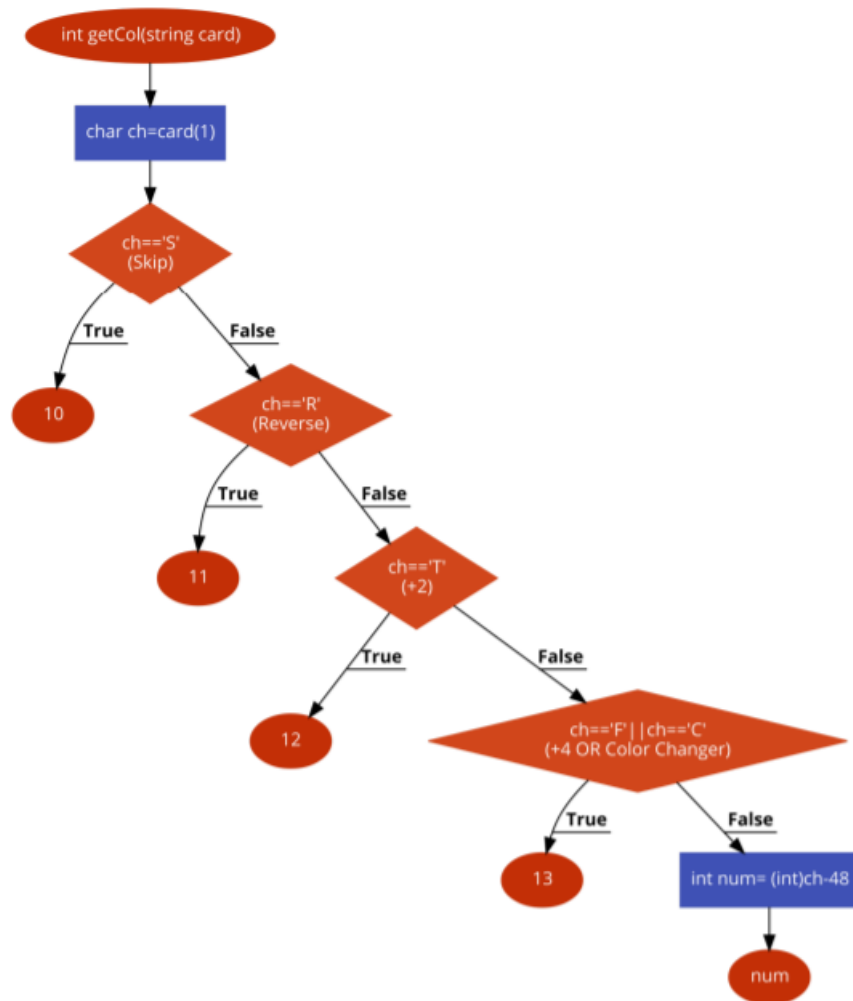 int getCol(string card)
char ch=card(1)
ch=='S'
(Skip)
True
False
10
ch=='R'
(Reverse)
True
False
11
ch=='T'
(+2)
True
False
12
ch=='F'||ch=='C'
(+4 OR Color Changer)
True
False
13
int num= (int)ch-48
num